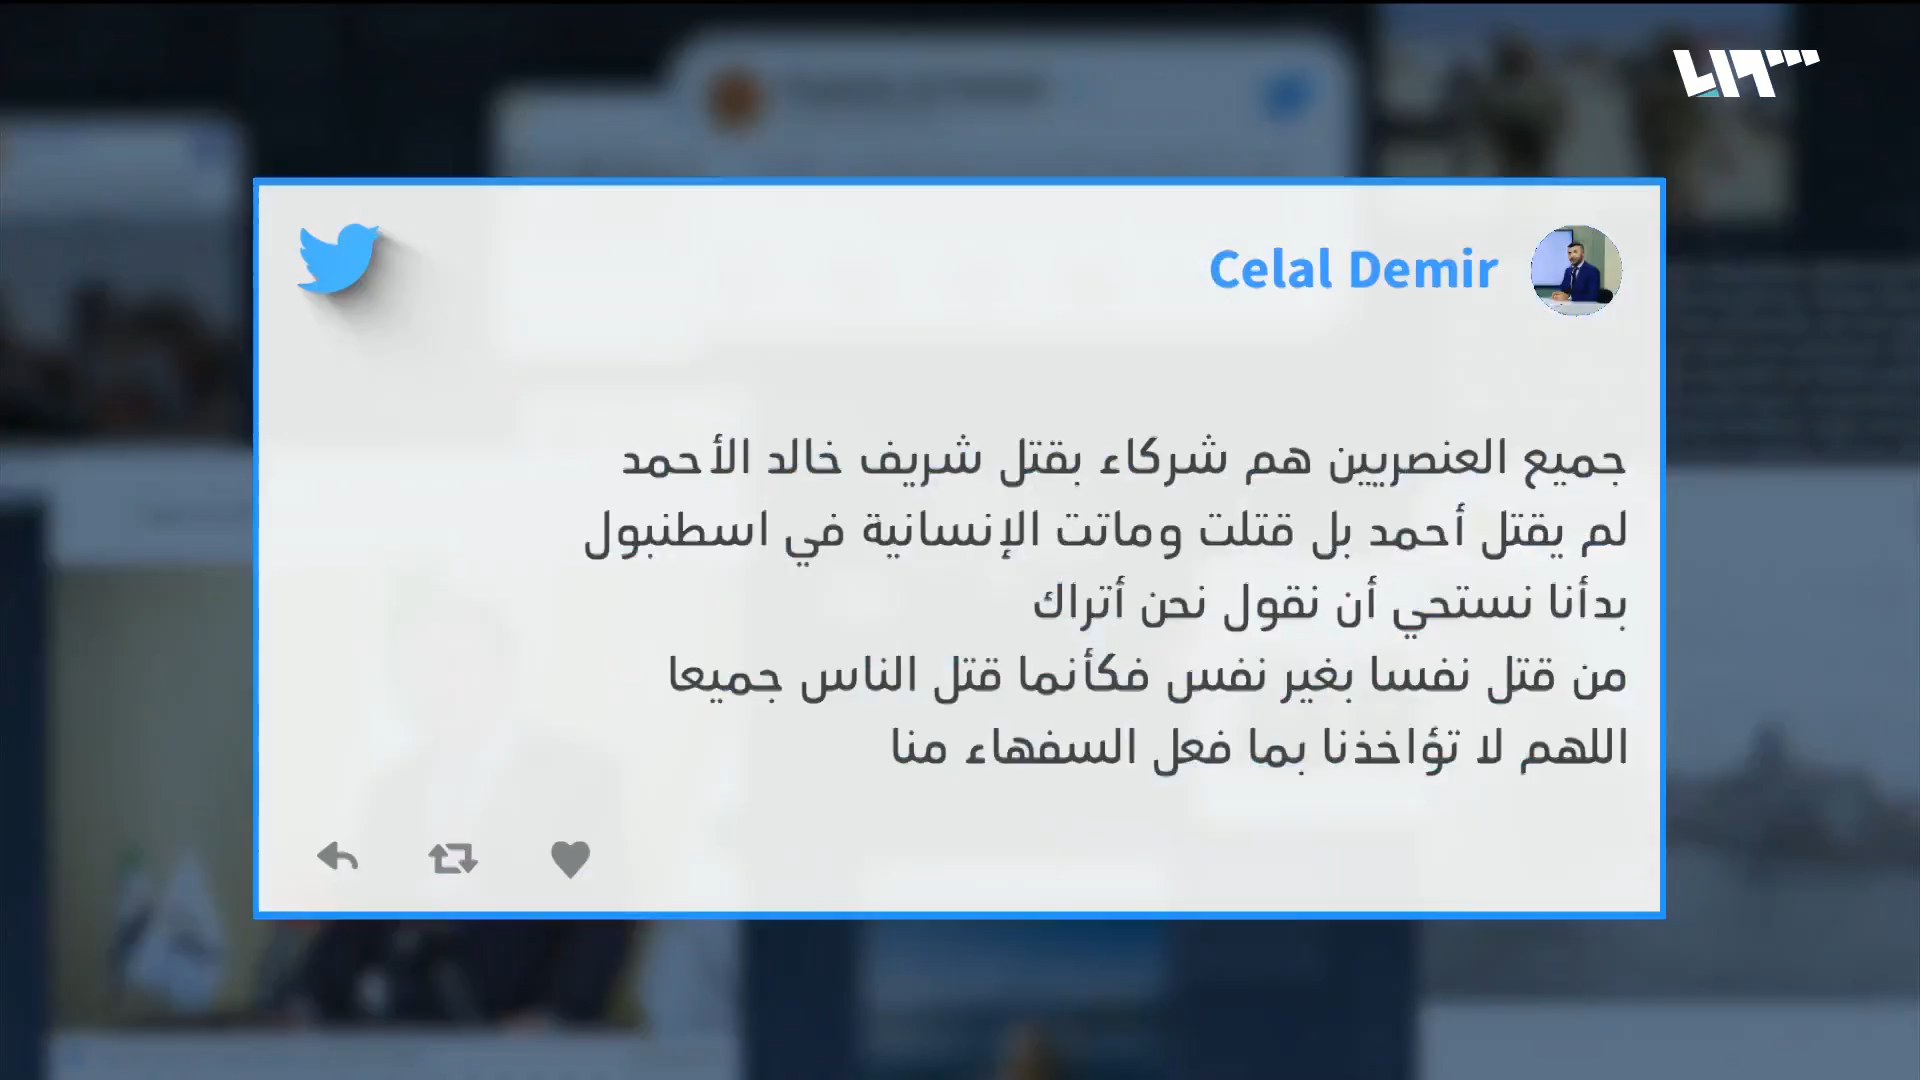 Celal Demir
جميع العنصريين هم شركاء بقتل شريف خالد الأحمد
لم يقتل أحمد بل قتلت وماتت الإنسانية في اسطنبول
بدأنا نستحي أن نقول نحن أتراك
من قتل نفسا بغير نفس فكأنما قتل الناس جميعا
اللهم لا تؤاخذنا بما فعل السفهاء منا